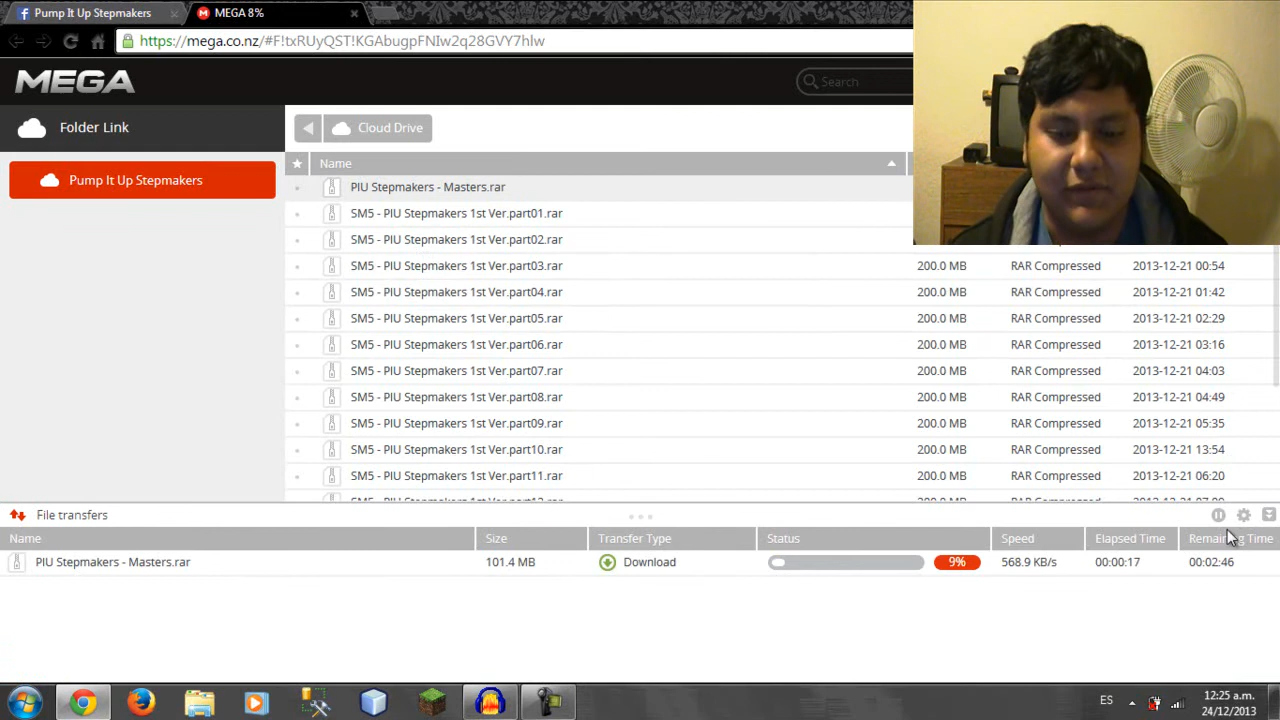 Pump It Up Stepmakers
MEGA 8%
https://mega.co.nz/#F!txRUyQST!KGAbugpFNIw2q28GVY7hlw
MEGA
Search
Folder Link
Cloud Drive
Pump It Up Stepmakers
Name
PIU Stepmakers - Masters.rar
SM5 - PIU Stepmakers 1st Ver.part01.rar
SM5 - PIU Stepmakers 1st Ver.part02.rar
SM5 - PIU Stepmakers 1st Ver.part03.rar 200.0 MB RAR Compressed 2013-12-21 00:54
SM5 - PIU Stepmakers 1st Ver.part04.rar 200.0 MB RAR Compressed 2013-12-21 01:42
SM5 - PIU Stepmakers 1st Ver.part05.rar 200.0 MB RAR Compressed 2013-12-21 02:29
SM5 - PIU Stepmakers 1st Ver.part06.rar 200.0 MB RAR Compressed 2013-12-21 03:16
SM5 - PIU Stepmakers 1st Ver.part07.rar 200.0 MB RAR Compressed 2013-12-21 04:03
SM5 - PIU Stepmakers 1st Ver.part08.rar 200.0 MB RAR Compressed 2013-12-21 04:49
SM5 - PIU Stepmakers 1st Ver.part09.rar 200.0 MB RAR Compressed 2013-12-21 05:35
SM5 - PIU Stepmakers 1st Ver.part10.rar 200.0 MB RAR Compressed 2013-12-21 13:54
SM5 - PIU Stepmakers 1st Ver.part11.rar 200.0 MB RAR Compressed 2013-12-21 06:20
File transfers
Name Size Transfer Type Status Speed Elapsed Time Remaining Time
PIU Stepmakers - Masters.rar 101.4 MB Download 9% 568.9 KB/s 00:00:17 00:02:46
ES
12:25 a.m.
24/12/2013